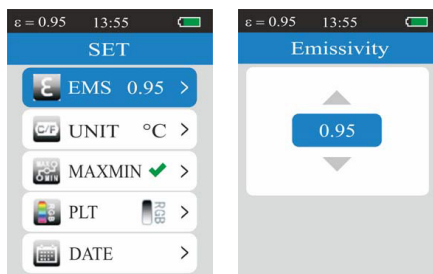 ε = 0.95 13:55
SET
ε EMS 0.95 >
C/F UNIT °C >
MAXMIN ✔ >
PLT RGB >
DATE >
ε = 0.95 13:55
Emissivity
0.95